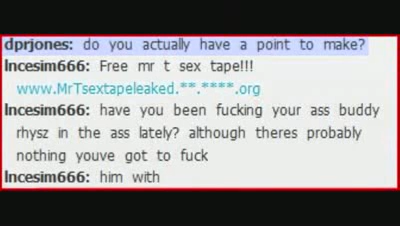 dprjones: do you actually have a point to make?
lncesim666: Free mr t sex tape!!!
www.MrTsextapeleaked.**.****.org
lncesim666: have you been fucking your ass buddy
rhysz in the ass lately? although theres probably
nothing youve got to fuck
lncesim666: him with